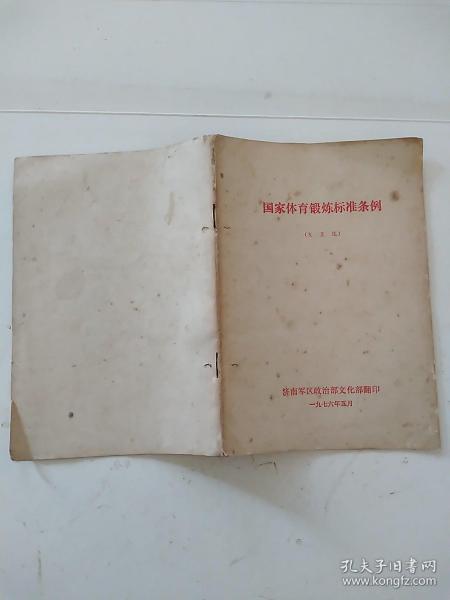 国家体育锻炼标准条例
济南军区政治部文化部翻印
一九七六年五月
孔夫子旧书网
www.kongfz.com